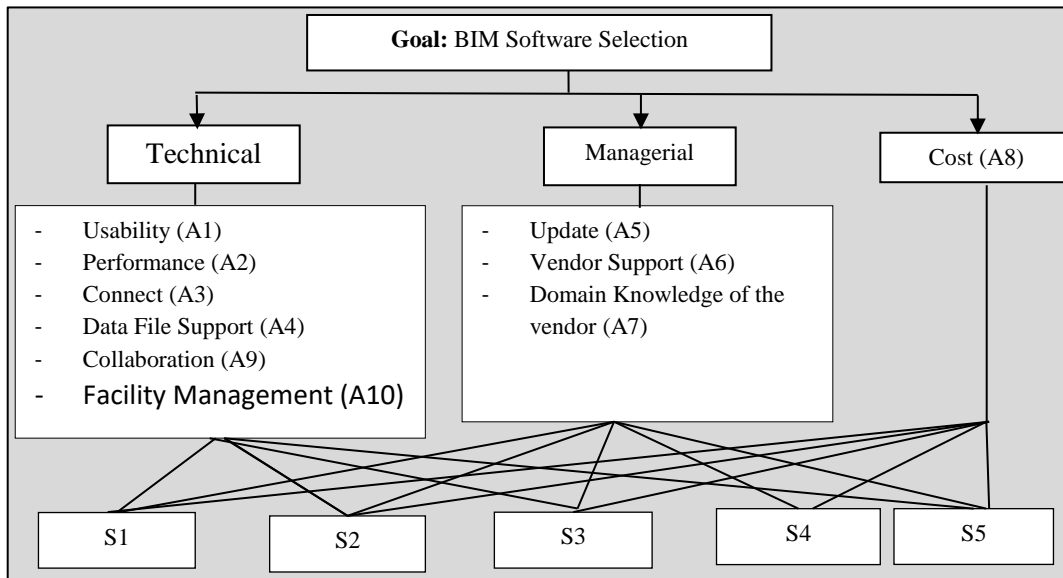 Goal: BIM Software Selection
Technical
Managerial
Cost (A8)
- Usability (A1)
- Performance (A2)
- Connect (A3)
- Data File Support (A4)
- Collaboration (A9)
- Facility Management (A10)
- Update (A5)
- Vendor Support (A6)
- Domain Knowledge of the
vendor (A7)
S1
S2
S3
S4
S5